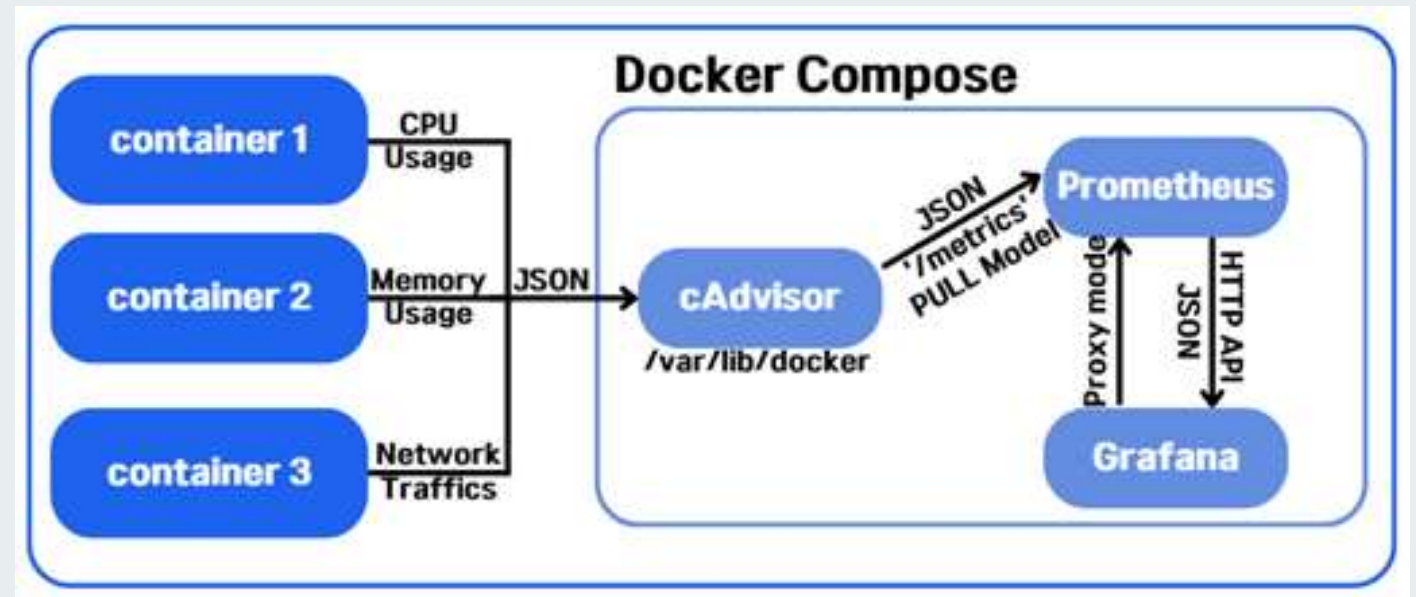 Docker Compose
container 1
CPU
Usage
container 2
Memory
Usage
JSON
container 3
Network
Traffics
cAdvisor
/var/lib/docker
JSON
'/metrics'
PULL Model
Prometheus
Proxy mode
HTTP API
JSON
Grafana